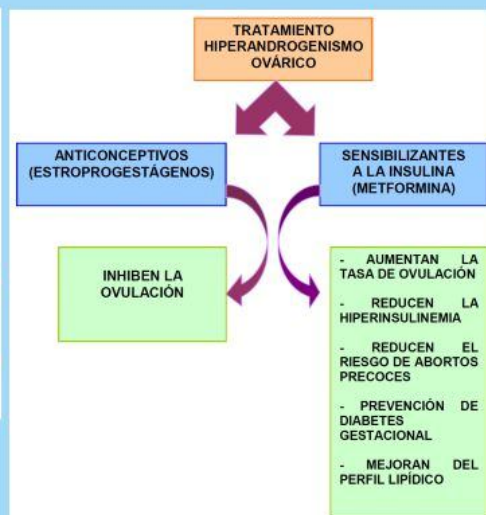 TRATAMIENTO
HIPERANDROGENISMO
OVÁRICO
ANTICONCEPTIVOS
(ESTROPROGESTÁGENOS)
SENSIBILIZANTES
A LA INSULINA
(METFORMINA)
INHIBEN LA
OVULACIÓN
- AUMENTAN LA
TASA DE OVULACIÓN
- REDUCEN LA
HIPERINSULINEMIA
- REDUCEN EL
RIESGO DE ABORTOS
PRECOCES
- PREVENCIÓN DE
DIABETES
GESTACIONAL
- MEJORAN DEL
PERFIL LIPÍDICO